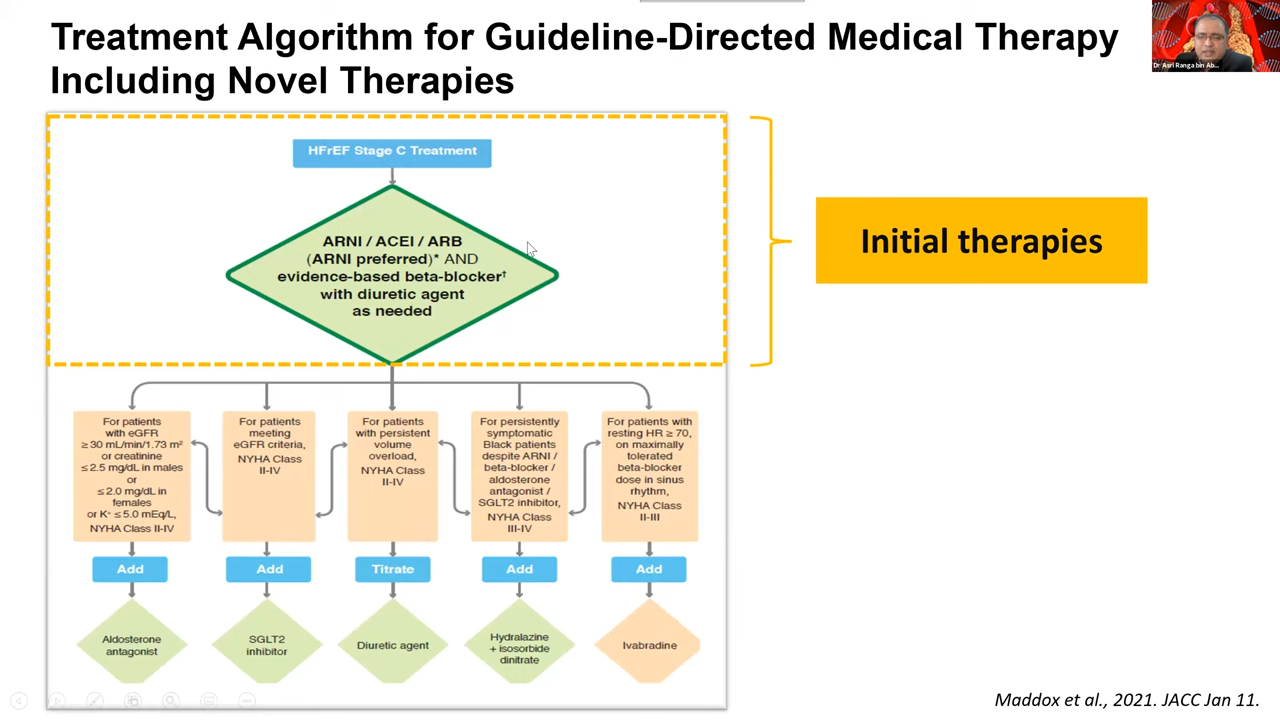 Treatment Algorithm for Guideline-Directed Medical Therapy
Including Novel Therapies
Dr Asri Ranga bin Ab...
HFrEF Stage C Treatment
ARNI / ACEI / ARB
(ARNI preferred)* AND
evidence-based beta-blocker†
with diuretic agent
as needed
Initial therapies
For patients
with eGFR
≥ 30 mL/min/1.73 m²
or creatinine
≤ 2.5 mg/dL in males
or
≤ 2.0 mg/dL in
females
or K⁺ ≤ 5.0 mEq/L,
NYHA Class II-IV
For patients
meeting
eGFR criteria,
NYHA Class
II-IV
For patients
with persistent
volume
overload,
NYHA Class
II-IV
For persistently
symptomatic
Black patients
despite ARNI /
beta-blocker /
aldosterone
antagonist /
SGLT2 inhibitor,
NYHA Class
III-IV
For patients with
resting HR ≥ 70,
on maximally
tolerated
beta-blocker
dose in sinus
rhythm,
NYHA Class
II-III
Add
Add
Titrate
Add
Add
Aldosterone
antagonist
SGLT2
inhibitor
Diuretic agent
Hydralazine
+ isosorbide
dinitrate
Ivabradine
Maddox et al., 2021. JACC Jan 11.